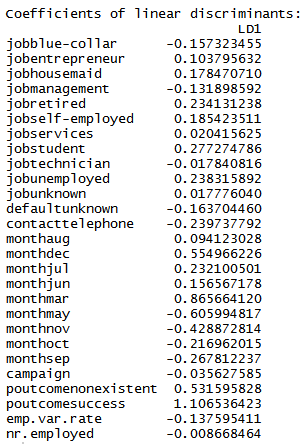 Coefficients of linear discriminants:
LD1
jobblue-collar -0.157323455
jobentrepreneur 0.103795632
jobhousemaid 0.178470710
jobmanagement -0.131898592
jobretired 0.234131238
jobself-employed 0.185423511
jobservices 0.020415625
jobstudent 0.277274786
jobtechnician -0.017840816
jobunemployed 0.238315892
jobunknown 0.017776040
defaultunknown -0.163704460
contacttelephone -0.239737792
monthaug 0.094123028
monthdec 0.554966226
monthjul 0.232100501
monthjun 0.156567178
monthmar 0.865664120
monthmay -0.605994817
monthnov -0.428872814
monthoct -0.216962015
monthsep -0.267812237
campaign -0.035627585
poutcomenonexistent 0.531595828
poutcomesuccess 1.106536423
emp.var.rate -0.137595411
nr.employed -0.008668464